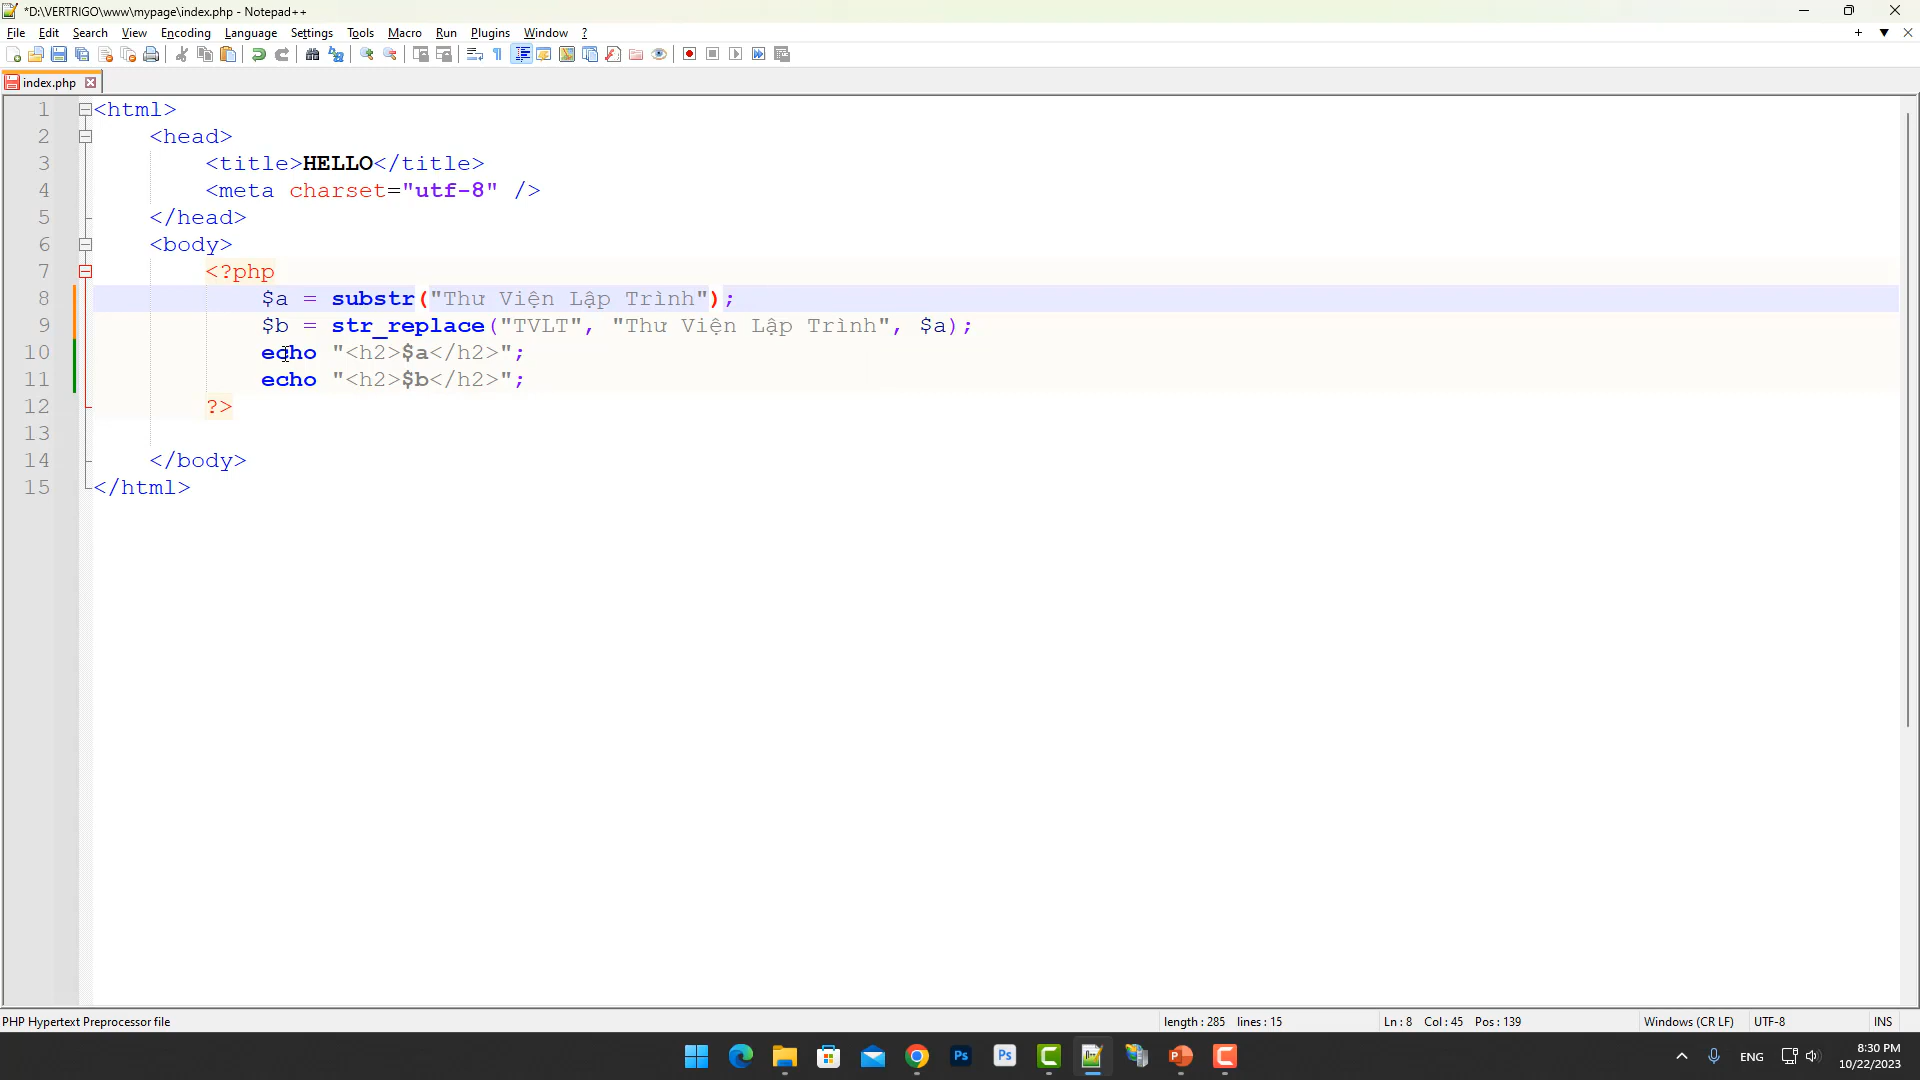 *D:\VERTRIGO\www\mypage\index.php - Notepad++
File Edit Search View Encoding Language Settings Tools Macro Run Plugins Window ?
index.php
1 <html>
2 <head>
3 <title>HELLO</title>
4 <meta charset="utf-8" />
5 </head>
6 <body>
7 <?php
8 $a = substr("Thư Viện Lập Trình");
9 $b = str_replace("TVLT", "Thư Viện Lập Trình", $a);
10 echo "<h2>$a</h2>";
11 echo "<h2>$b</h2>";
12 ?>
13
14 </body>
15 </html>
PHP Hypertext Preprocessor file length : 285 lines : 15 Ln : 8 Col : 45 Pos : 139 Windows (CR LF) UTF-8 INS
Ps Ps ENG 8:30 PM
10/22/2023